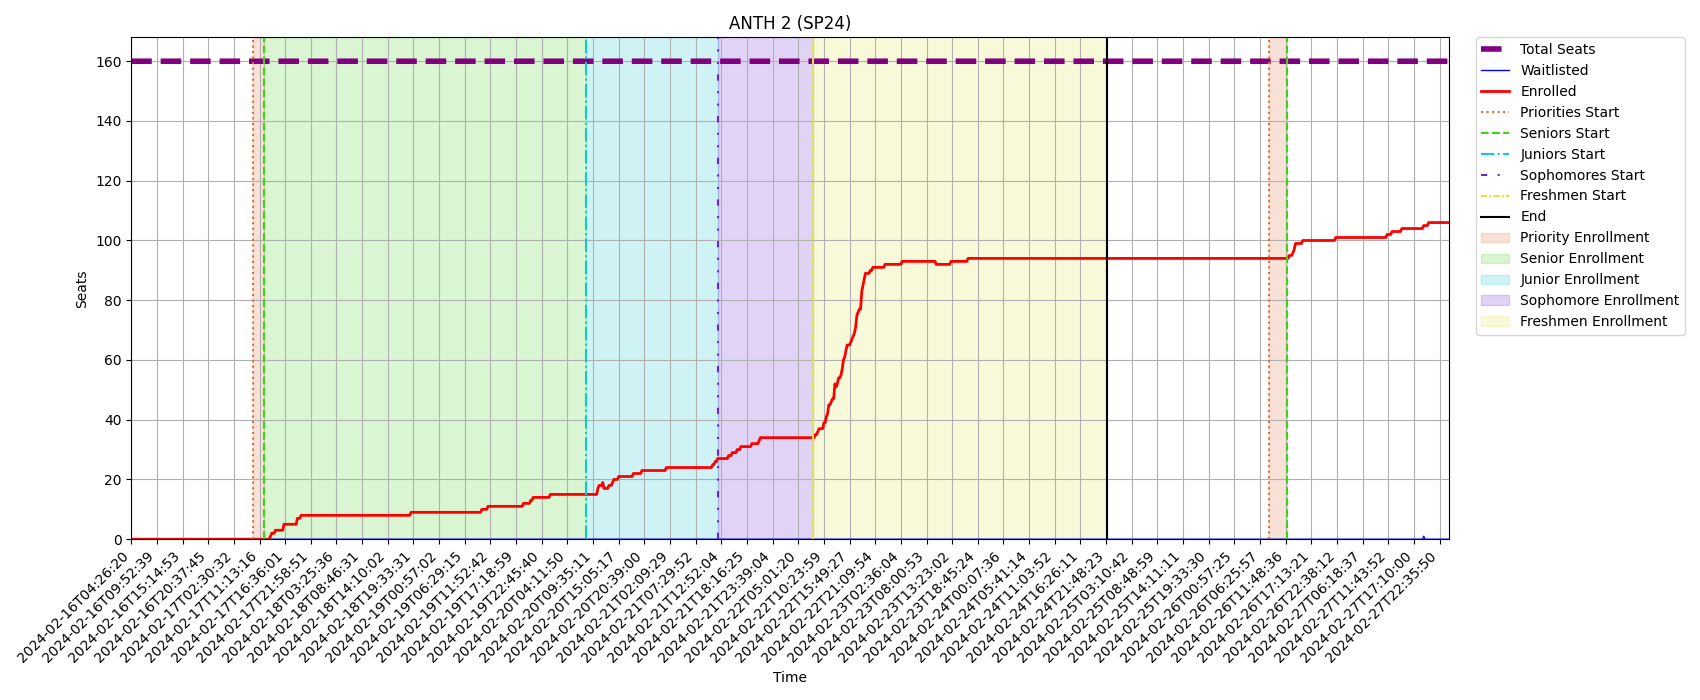 ANTH 2 (SP24)
Seats
160
140
120
100
80
60
40
20
0
2024-02-16T04:26:20
2024-02-16T09:52:39
2024-02-16T15:14:53
2024-02-16T20:37:45
2024-02-17T02:30:32
2024-02-17T11:13:16
2024-02-17T16:36:01
2024-02-17T21:58:51
2024-02-18T03:25:36
2024-02-18T08:46:31
2024-02-18T14:10:02
2024-02-18T19:33:31
2024-02-19T00:57:02
2024-02-19T06:29:15
2024-02-19T11:52:42
2024-02-19T17:18:59
2024-02-19T22:45:40
2024-02-20T04:11:50
2024-02-20T09:35:11
2024-02-20T15:05:17
2024-02-20T20:39:00
2024-02-21T02:09:29
2024-02-21T07:29:52
2024-02-21T12:52:04
2024-02-21T18:16:25
2024-02-21T23:39:04
2024-02-22T05:01:20
2024-02-22T10:23:59
2024-02-22T15:49:27
2024-02-22T21:09:54
2024-02-23T02:36:04
2024-02-23T08:00:53
2024-02-23T13:23:02
2024-02-23T18:45:24
2024-02-24T00:07:36
2024-02-24T05:41:14
2024-02-24T11:03:52
2024-02-24T16:26:11
2024-02-24T21:48:23
2024-02-25T03:10:42
2024-02-25T08:48:59
2024-02-25T14:11:11
2024-02-25T19:33:30
2024-02-26T00:57:25
2024-02-26T06:25:57
2024-02-26T11:48:36
2024-02-26T17:13:21
2024-02-26T22:38:12
2024-02-27T06:18:37
2024-02-27T11:43:52
2024-02-27T17:10:00
2024-02-27T22:35:50
Time
Total Seats
Waitlisted
Enrolled
Priorities Start
Seniors Start
Juniors Start
Sophomores Start
Freshmen Start
End
Priority Enrollment
Senior Enrollment
Junior Enrollment
Sophomore Enrollment
Freshmen Enrollment